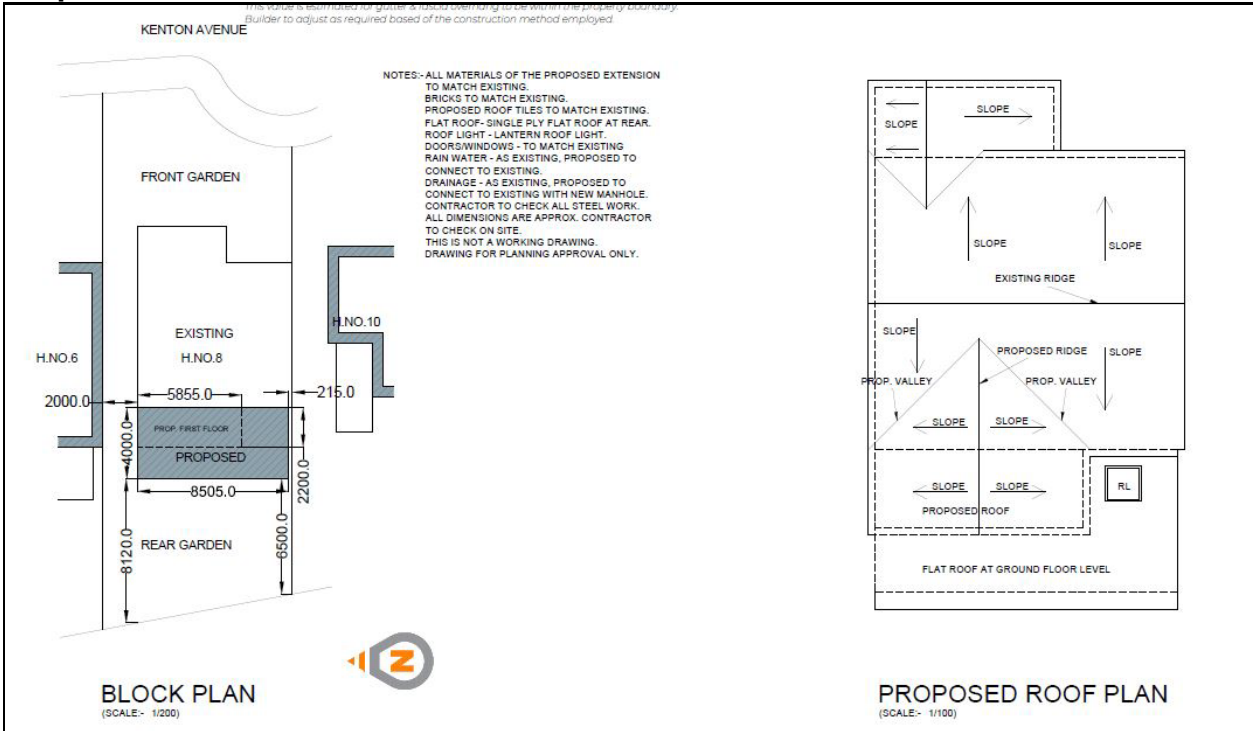 This value is estimated for gutter & fascia overhang to be within the property boundary.
Builder to adjust as required based of the construction method employed.
KENTON AVENUE
NOTES:- ALL MATERIALS OF THE PROPOSED EXTENSION
TO MATCH EXISTING.
BRICKS TO MATCH EXISTING.
PROPOSED ROOF TILES TO MATCH EXISTING.
FLAT ROOF- SINGLE PLY FLAT ROOF AT REAR.
ROOF LIGHT - LANTERN ROOF LIGHT.
DOORS/WINDOWS - TO MATCH EXISTING
RAIN WATER - AS EXISTING, PROPOSED TO
CONNECT TO EXISTING.
DRAINAGE - AS EXISTING, PROPOSED TO
CONNECT TO EXISTING WITH NEW MANHOLE.
CONTRACTOR TO CHECK ALL STEEL WORK.
ALL DIMENSIONS ARE APPROX. CONTRACTOR
TO CHECK ON SITE.
THIS IS NOT A WORKING DRAWING.
DRAWING FOR PLANNING APPROVAL ONLY.
FRONT GARDEN
EXISTING
H.NO.8
H.NO.6
H.NO.10
2000.0
5855.0
215.0
4000.0
PROP. FIRST FLOOR
PROPOSED
2200.0
8505.0
8120.0
REAR GARDEN
6500.0
N
BLOCK PLAN
(SCALE:- 1/200)
SLOPE
SLOPE
SLOPE
SLOPE
EXISTING RIDGE
SLOPE
PROPOSED RIDGE
SLOPE
PROP. VALLEY
PROP. VALLEY
SLOPE
SLOPE
SLOPE
SLOPE
RL
PROPOSED ROOF
FLAT ROOF AT GROUND FLOOR LEVEL
PROPOSED ROOF PLAN
(SCALE:- 1/100)